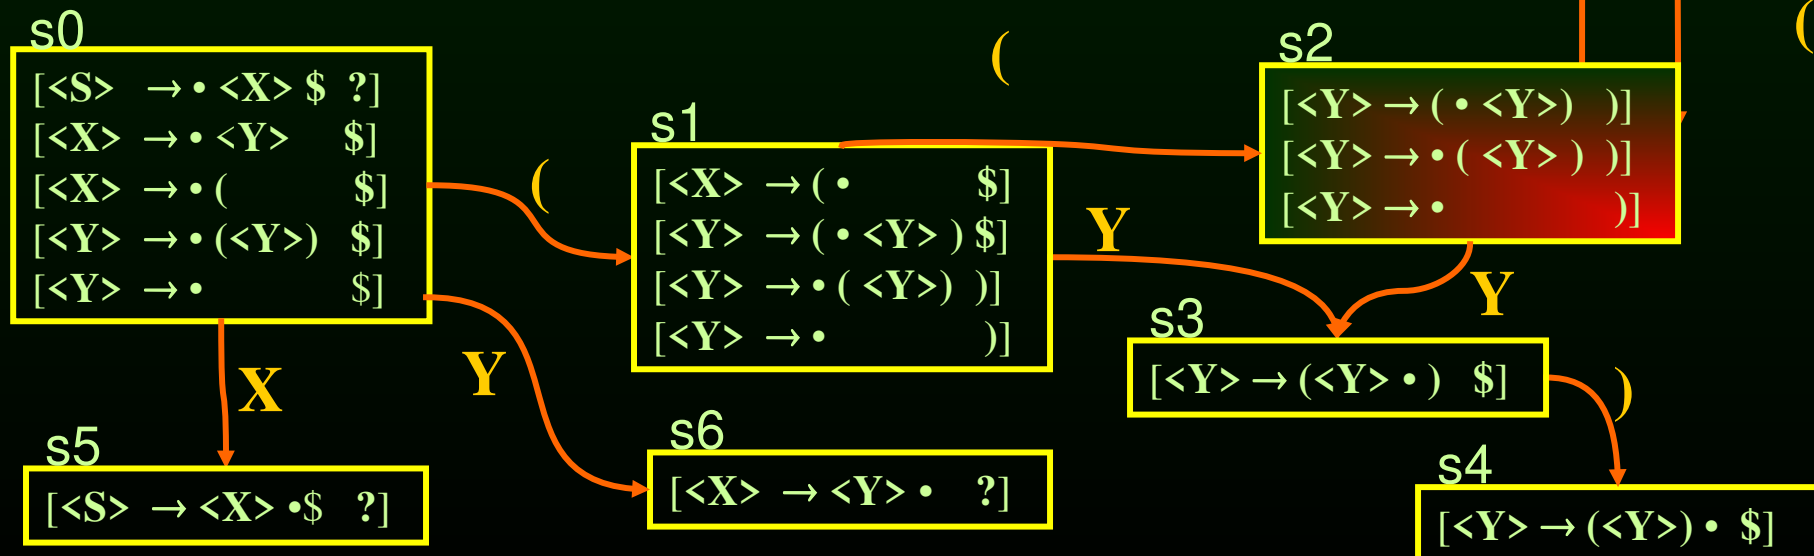 s0
[<S> → • <X> $ ?]
[<X> → • <Y> $]
[<X> → • ( $]
[<Y> → • (<Y>) $]
[<Y> → • $]
(
s1
[<X> → ( • $]
[<Y> → ( • <Y> ) $]
[<Y> → • ( <Y>) )]
[<Y> → • )]
(
s2
[<Y> → ( • <Y>) )]
[<Y> → • ( <Y> ) )]
[<Y> → • )]
(
Y
Y
s3
[<Y> → (<Y> • ) $]
)
s4
[<Y> → (<Y>) • $]
X
Y
s5
[<S> → <X> •$ ?]
s6
[<X> → <Y> • ?]